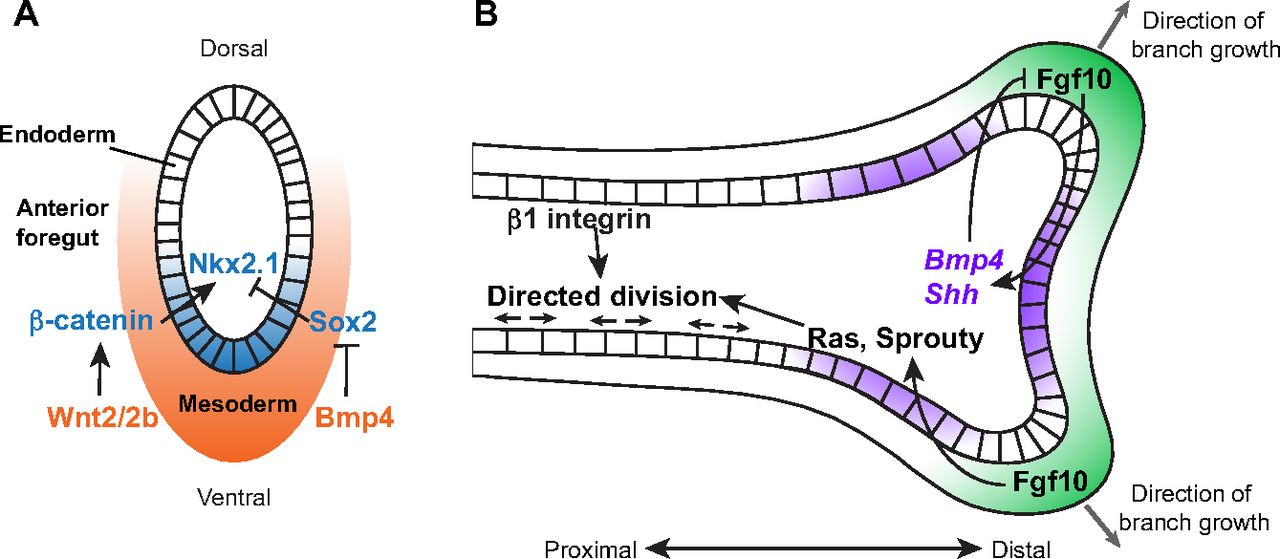 A
Dorsal
Endoderm
Anterior
foregut
Nkx2.1
β-catenin
Sox2
Mesoderm
Wnt2/2b
Bmp4
Ventral
B
Direction of
branch growth
Fgf10
β1 integrin
Bmp4
Shh
Directed division
Ras, Sprouty
Fgf10
Direction of
branch growth
Proximal
Distal